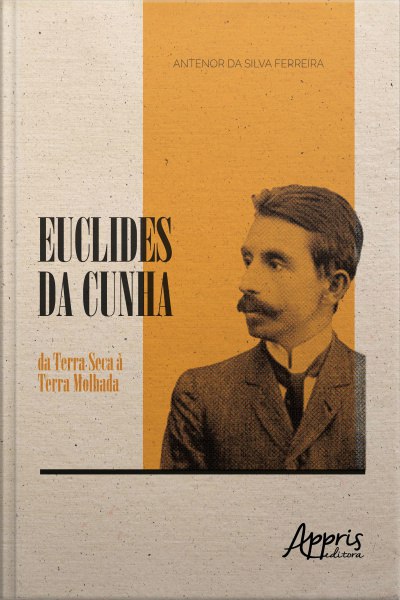 ANTENOR DA SILVA FERREIRA
EUCLIDES
DA CUNHA
da Terra Seca à
Terra Molhada
Appris
editora